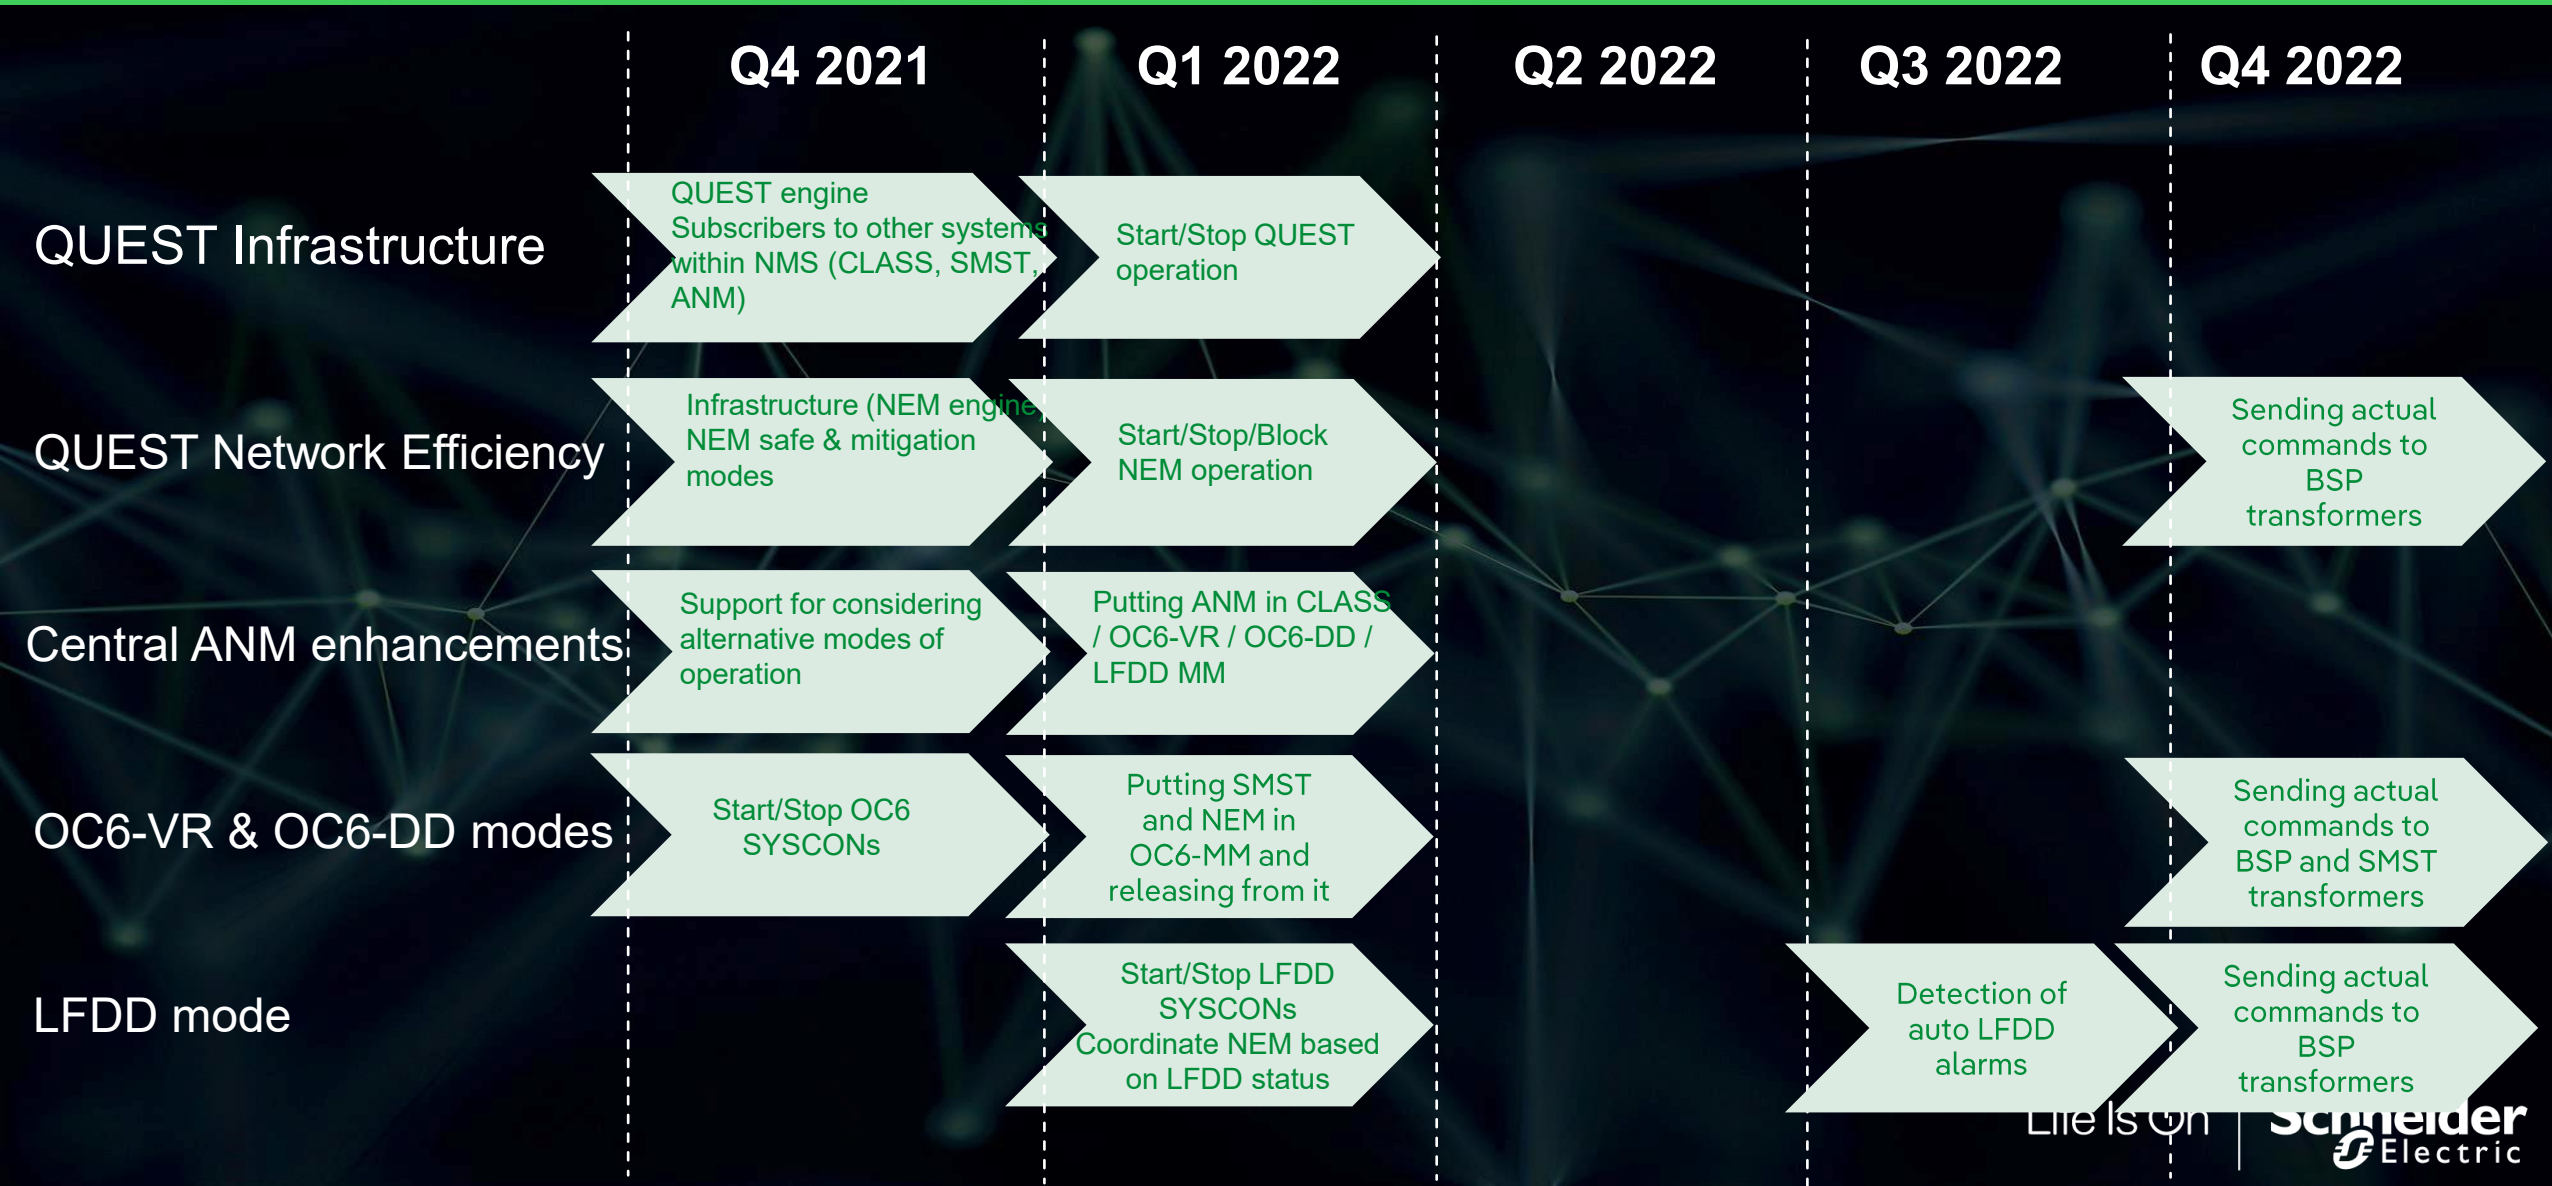 Q4 2021
Q1 2022
Q2 2022
Q3 2022
Q4 2022
QUEST Infrastructure
QUEST engine
Subscribers to other systems
within NMS (CLASS, SMST,
ANM)
Start/Stop QUEST
operation
QUEST Network Efficiency
Infrastructure (NEM engine)
NEM safe & mitigation
modes
Start/Stop/Block
NEM operation
Sending actual
commands to
BSP
transformers
Central ANM enhancements
Support for considering
alternative modes of
operation
Putting ANM in CLASS
/ OC6-VR / OC6-DD /
LFDD MM
OC6-VR & OC6-DD modes
Start/Stop OC6
SYSCONs
Putting SMST
and NEM in
OC6-MM and
releasing from it
Sending actual
commands to
BSP and SMST
transformers
LFDD mode
Start/Stop LFDD
SYSCONs
Coordinate NEM based
on LFDD status
Detection of
auto LFDD
alarms
Sending actual
commands to
BSP
transformers
Life Is On
Schneider
Electric